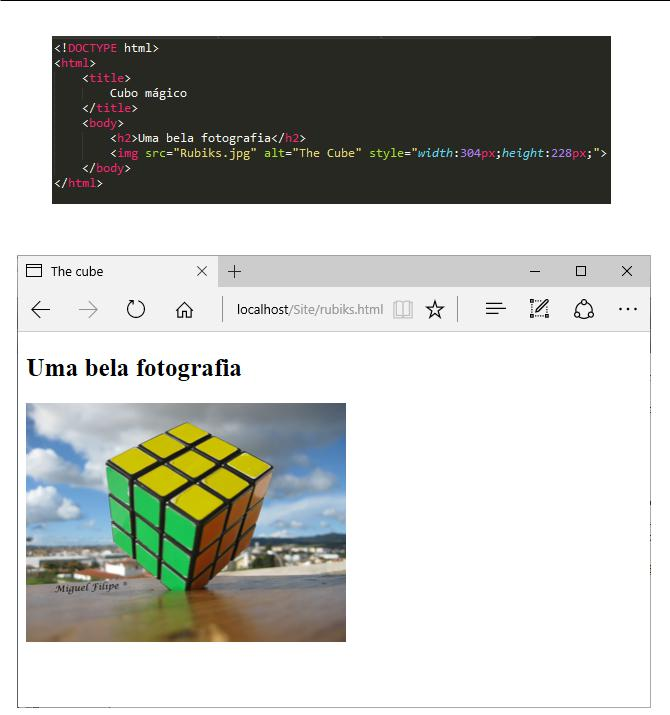 <!DOCTYPE html>
<html>
<title>
Cubo mágico
</title>
<body>
<h2>Uma bela fotografia</h2>
<img src="Rubiks.jpg" alt="The Cube" style="width:304px;height:228px;">
</body>
</html>
The cube
localhost/Site/rubiks.html
Uma bela fotografia
Miguel Filipe ®